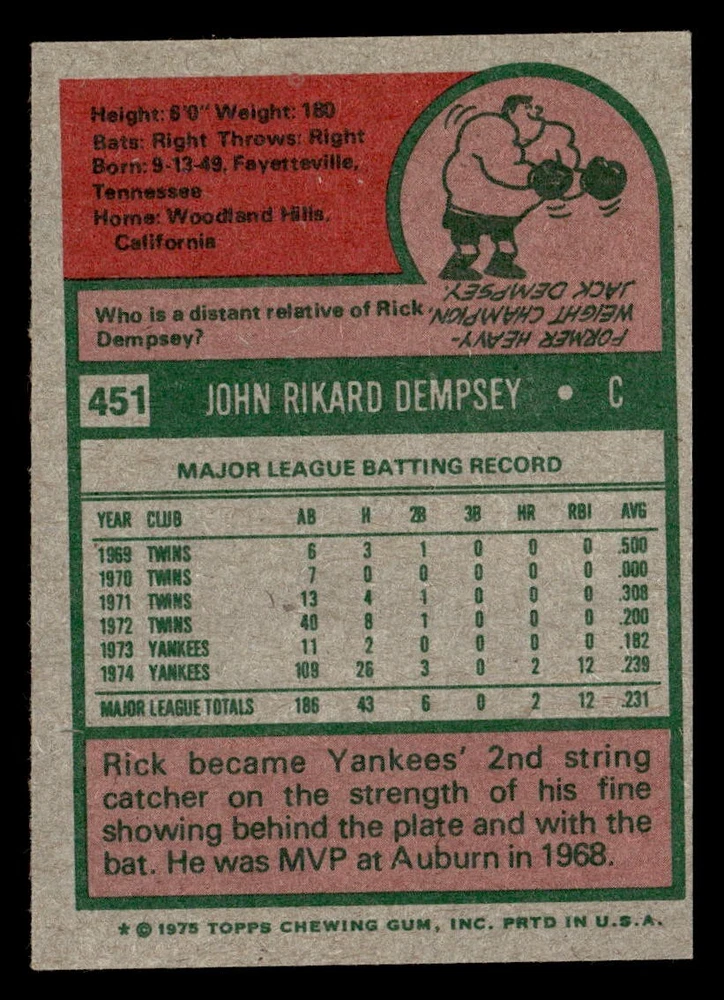 Height: 6'0" Weight: 180
Bats: Right Throws: Right
Born: 9-13-49, Fayetteville,
Tennessee
Home: Woodland Hills,
California
Who is a distant relative of Rick
Dempsey?
FORMER HEAVY-
WEIGHT CHAMPION,
JACK DEMPSEY.
451 JOHN RIKARD DEMPSEY • C
MAJOR LEAGUE BATTING RECORD
YEAR CLUB AB H 2B 3B HR RBI AVG
1969 TWINS 6 3 1 0 0 0 .500
1970 TWINS 7 0 0 0 0 0 .000
1971 TWINS 13 4 1 0 0 0 .308
1972 TWINS 40 8 1 0 0 0 .200
1973 YANKEES 11 2 0 0 0 0 .182
1974 YANKEES 109 26 3 0 2 12 .239
MAJOR LEAGUE TOTALS 186 43 6 0 2 12 .231
Rick became Yankees' 2nd string
catcher on the strength of his fine
showing behind the plate and with the
bat. He was MVP at Auburn in 1968.
* © 1975 TOPPS CHEWING GUM, INC. PRTD IN U.S.A.